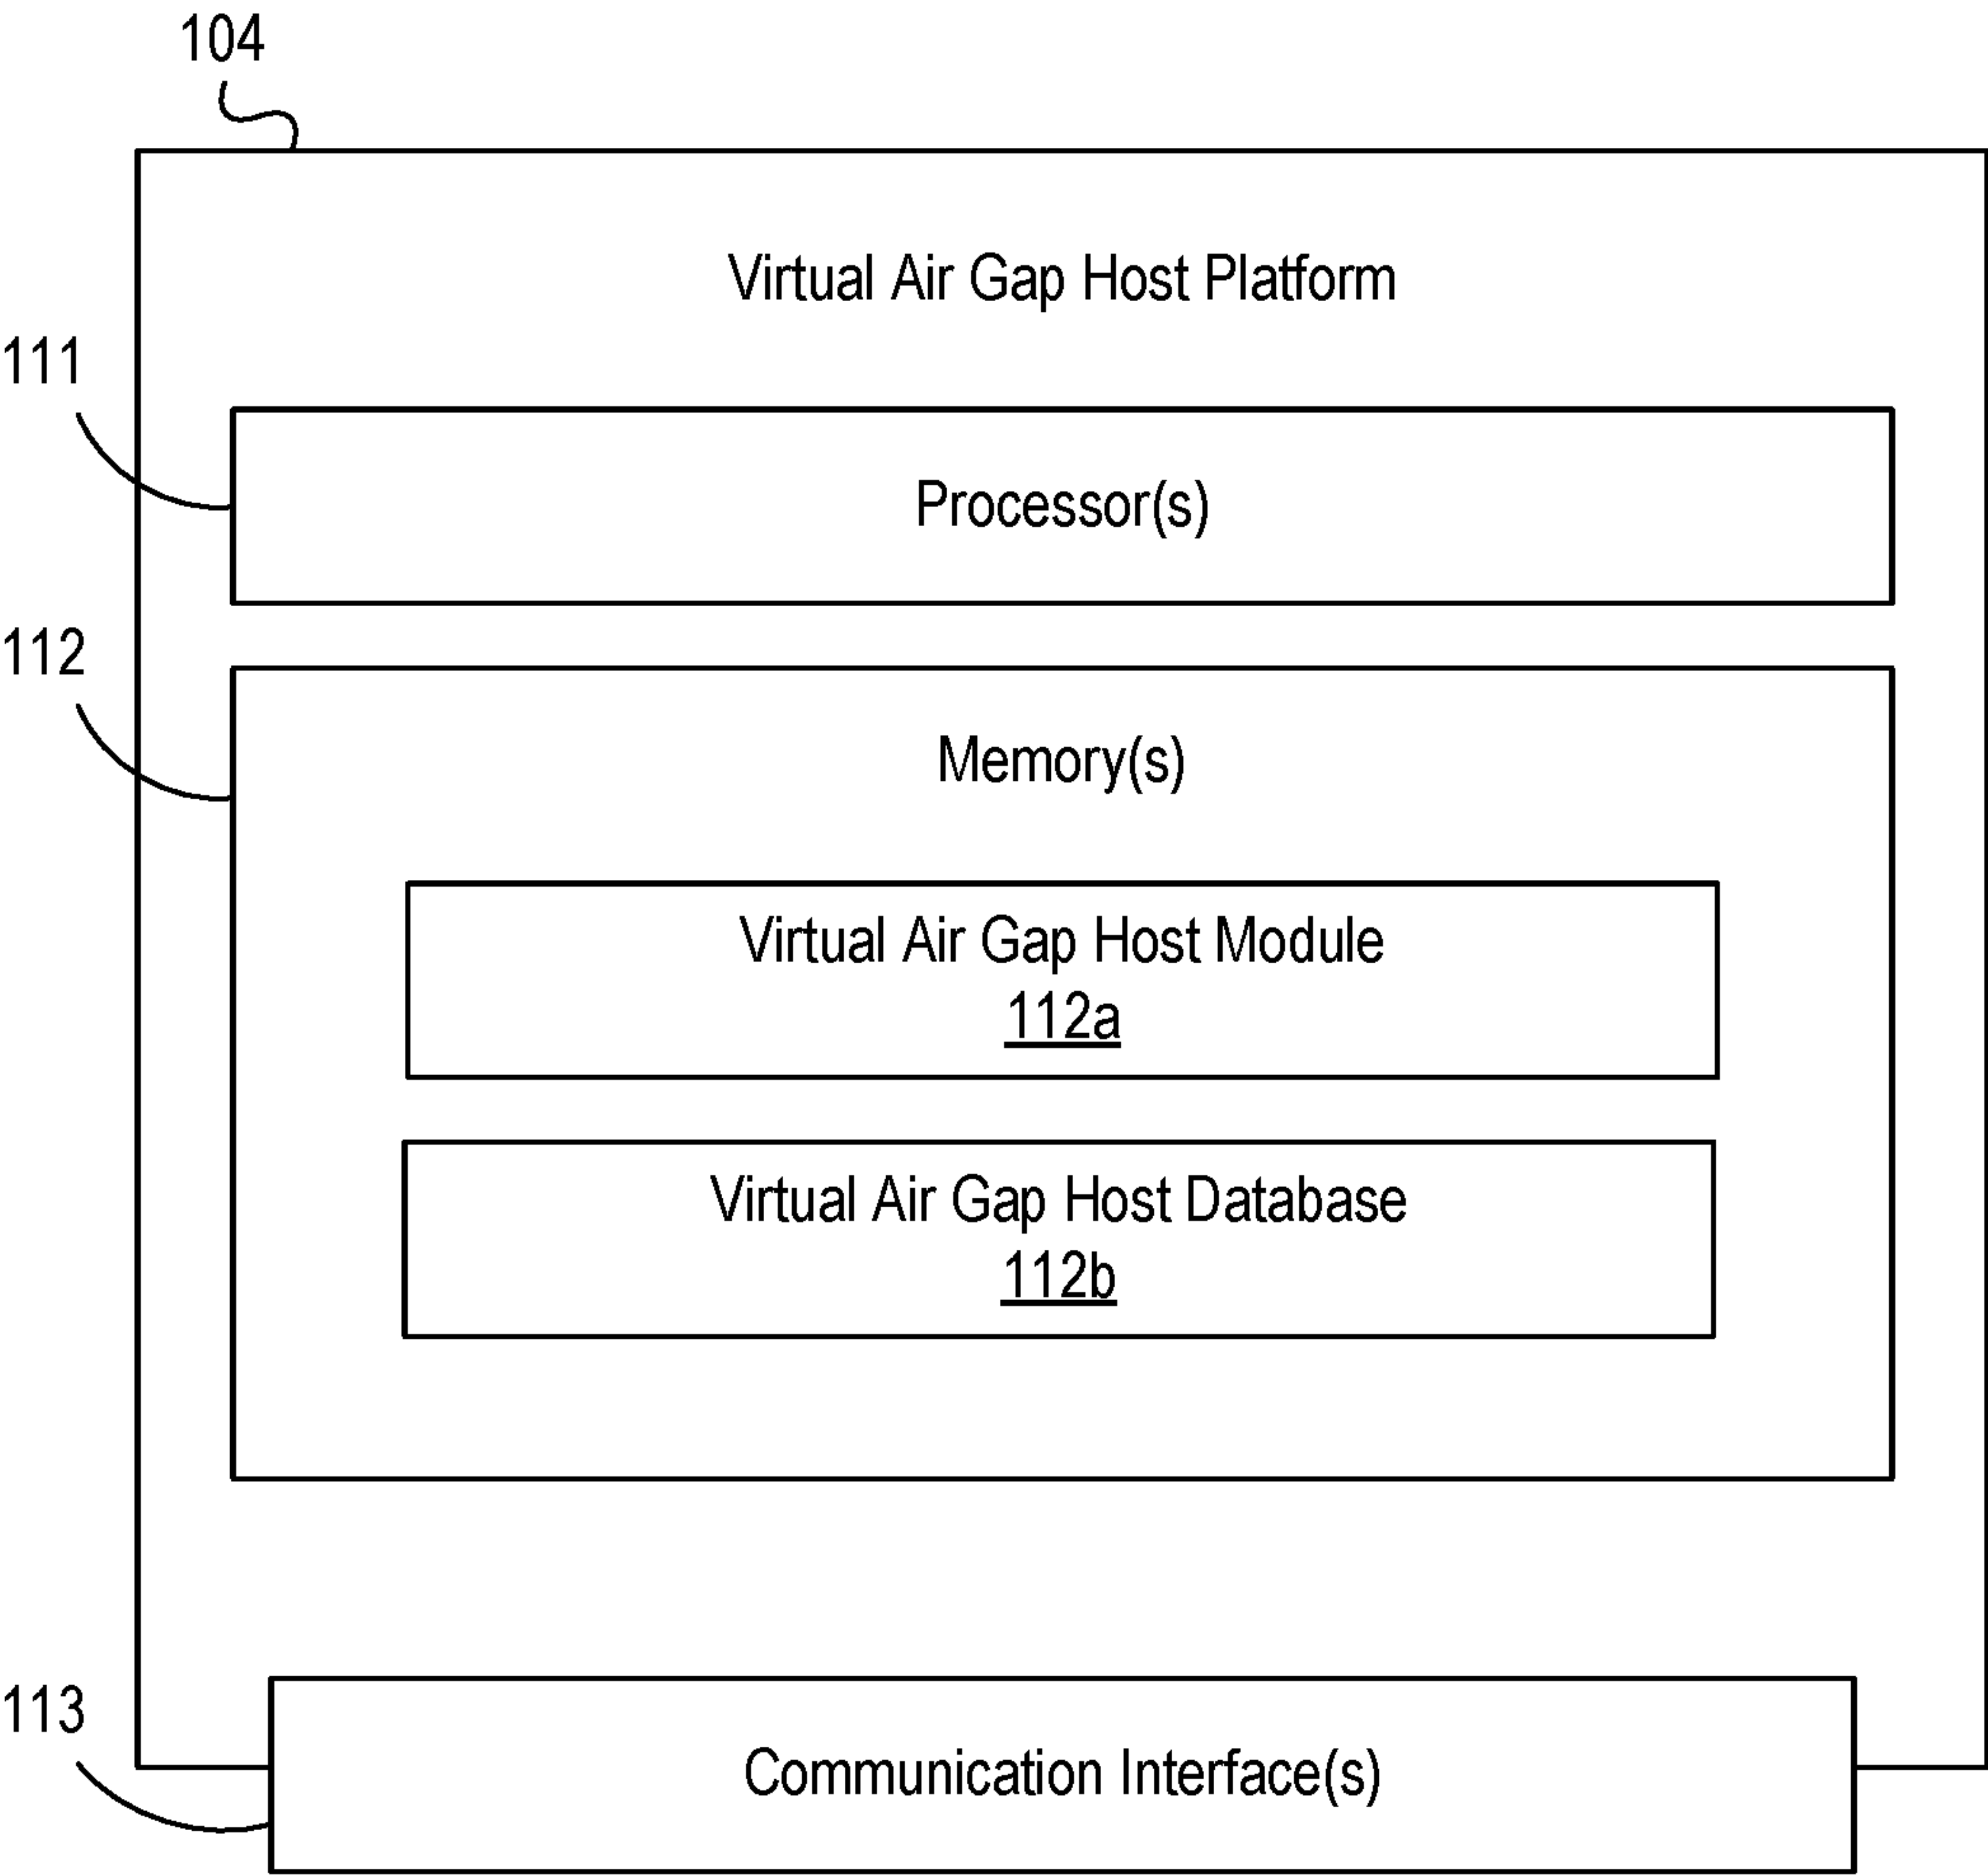 104
Virtual Air Gap Host Platform
111
Processor(s)
112
Memory(s)
Virtual Air Gap Host Module
112a
Virtual Air Gap Host Database
112b
113
Communication Interface(s)